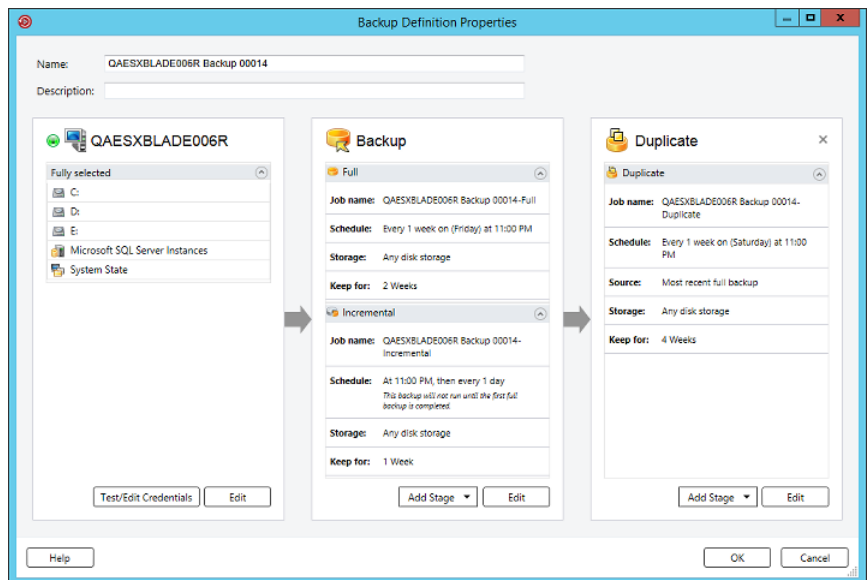 Backup Definition Properties
Name: QAESXBLADE006R Backup 00014
Description:
QAESXBLADE006R
Fully selected
C:
D:
E:
Microsoft SQL Server Instances
System State
Test/Edit Credentials Edit
Backup
Full
Job name: QAESXBLADE006R Backup 00014-Full
Schedule: Every 1 week on (Friday) at 11:00 PM
Storage: Any disk storage
Keep for: 2 Weeks
Incremental
Job name: QAESXBLADE006R Backup 00014-
Incremental
Schedule: At 11:00 PM, then every 1 day
This backup will not run until the first full
backup is completed.
Storage: Any disk storage
Keep for: 1 Week
Add Stage Edit
Duplicate
Duplicate
Job name: QAESXBLADE006R Backup 00014-
Duplicate
Schedule: Every 1 week on (Saturday) at 11:00
PM
Source: Most recent full backup
Storage: Any disk storage
Keep for: 4 Weeks
Add Stage Edit
Help OK Cancel